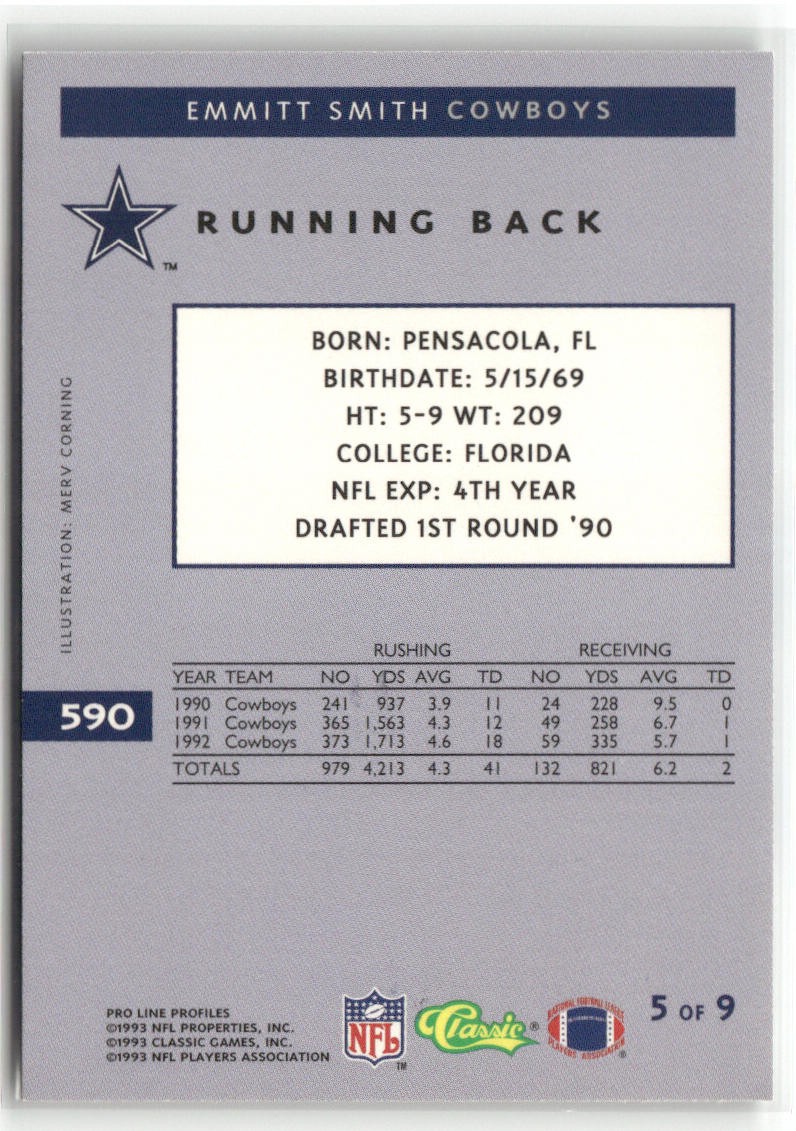 EMMITT SMITH COWBOYS
RUNNING BACK
TM
BORN: PENSACOLA, FL
BIRTHDATE: 5/15/69
HT: 5-9 WT: 209
COLLEGE: FLORIDA
NFL EXP: 4TH YEAR
DRAFTED 1ST ROUND '90
ILLUSTRATION: MERV CORNING
RUSHING RECEIVING
YEAR TEAM NO YDS AVG TD NO YDS AVG TD
1990 Cowboys 241 937 3.9 11 24 228 9.5 0
1991 Cowboys 365 1,563 4.3 12 49 258 6.7 1
1992 Cowboys 373 1,713 4.6 18 59 335 5.7 1
TOTALS 979 4,213 4.3 41 132 821 6.2 2
590
PRO LINE PROFILES
©1993 NFL PROPERTIES, INC.
©1993 CLASSIC GAMES, INC.
©1993 NFL PLAYERS ASSOCIATION
NFL
TM
Classic®
NATIONAL FOOTBALL LEAGUE
PLAYERS ASSOCIATION
®
5 OF 9